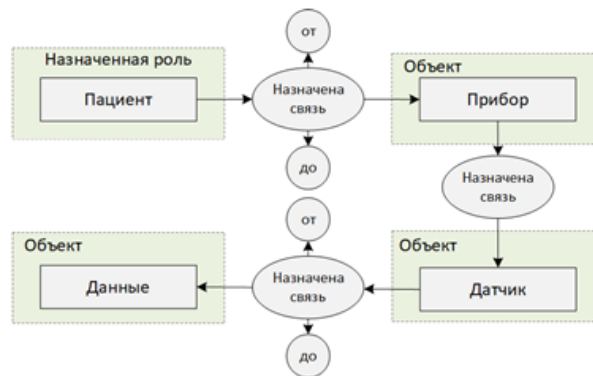 от
Назначенная роль
Объект
Пациент
Назначена
связь
Прибор
до
Назначена
связь
от
Объект
Объект
Данные
Назначена
связь
Датчик
до